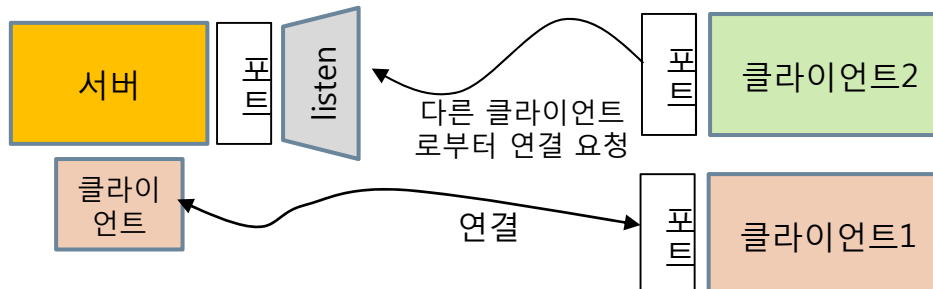 서버
포트
listen
포트
클라이언트2
다른 클라이언트
로부터 연결 요청
클라이
언트
연결
포트
클라이언트1